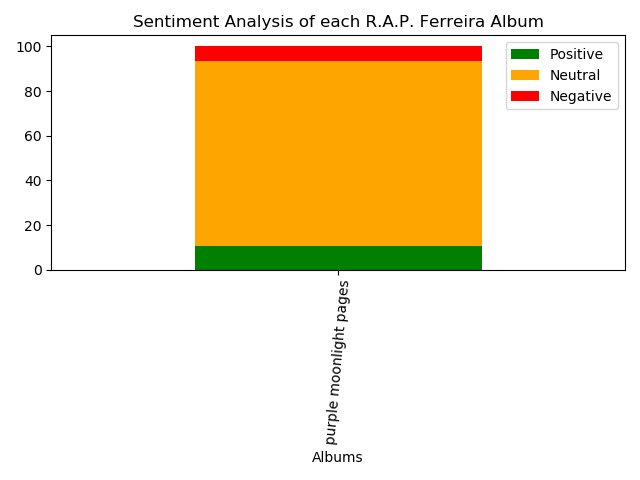 Sentiment Analysis of each R.A.P. Ferreira Album
100
80
60
40
20
0
Positive
Neutral
Negative
purple moonlight pages
Albums